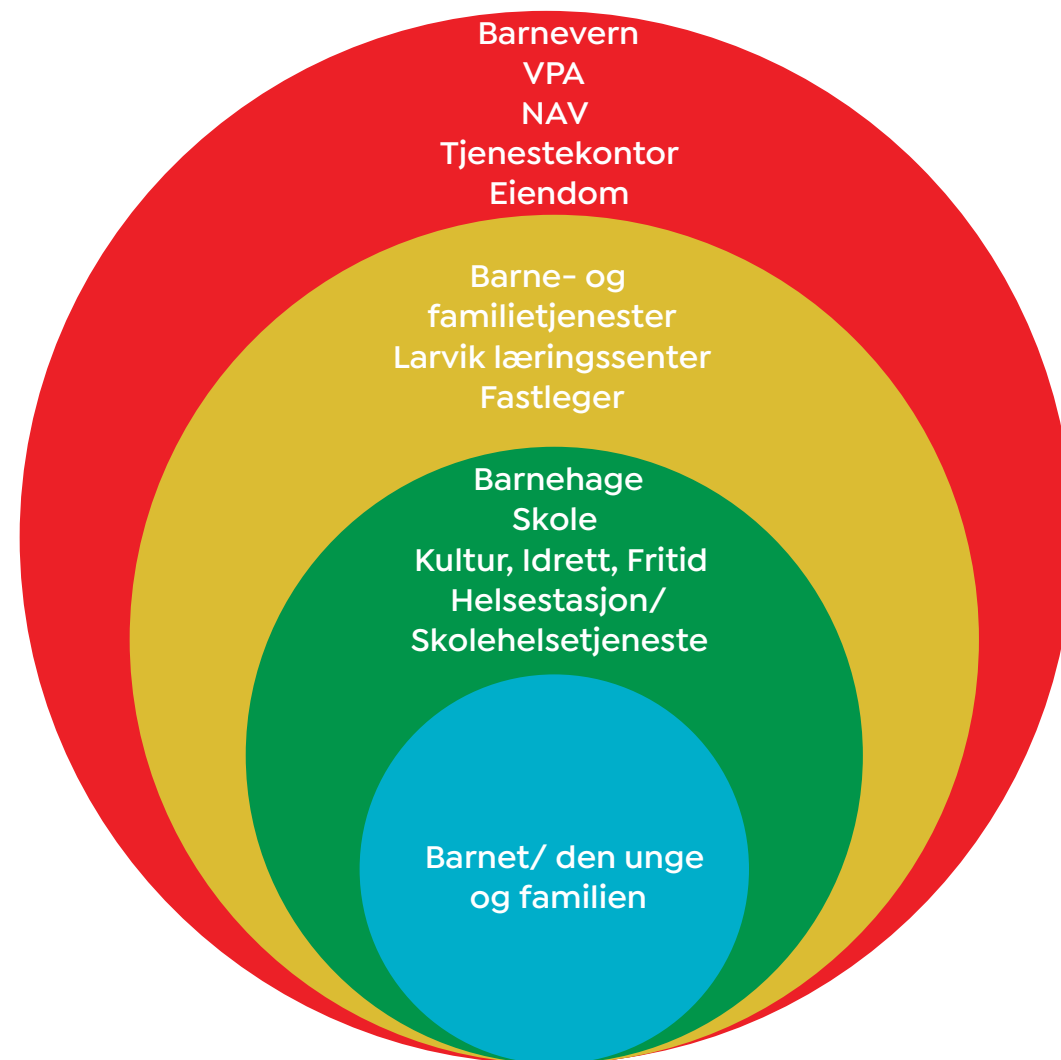 Barnevern
VPA
NAV
Tjenestekontor
Eiendom
Barne- og
familietjenester
Larvik læringssenter
Fastleger
Barnehage
Skole
Kultur, Idrett, Fritid
Helsestasjon/
Skolehelsetjeneste
Barnet/ den unge
og familien